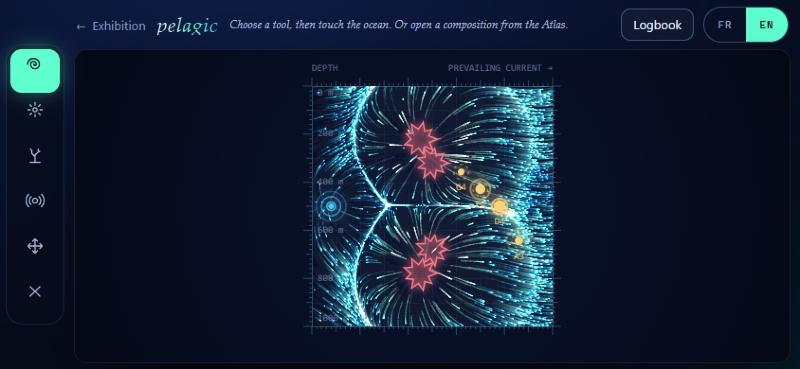 ← Exhibition pelagic Choose a tool, then touch the ocean. Or open a composition from the Atlas. Logbook FR EN
DEPTH PREVAILING CURRENT →
0 m
200
400 m
600 m
800
1000